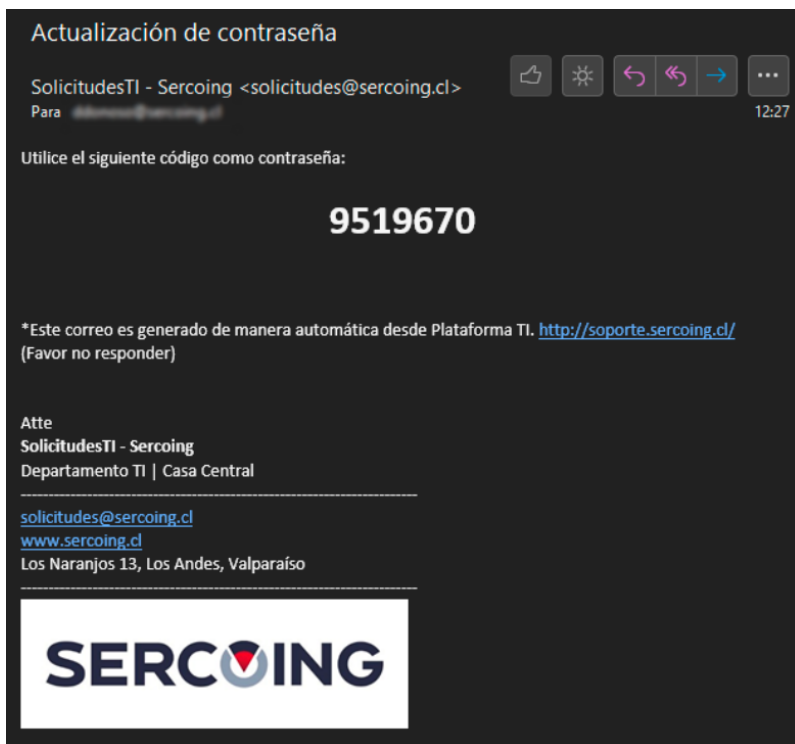 Actualización de contraseña
SolicitudesTI - Sercoing <solicitudes@sercoing.cl>
Para
12:27
Utilice el siguiente código como contraseña:
9519670
*Este correo es generado de manera automática desde Plataforma TI. http://soporte.sercoing.cl/
(Favor no responder)
Atte
SolicitudesTI - Sercoing
Departamento TI | Casa Central
solicitudes@sercoing.cl
www.sercoing.cl
Los Naranjos 13, Los Andes, Valparaíso
SERCOING